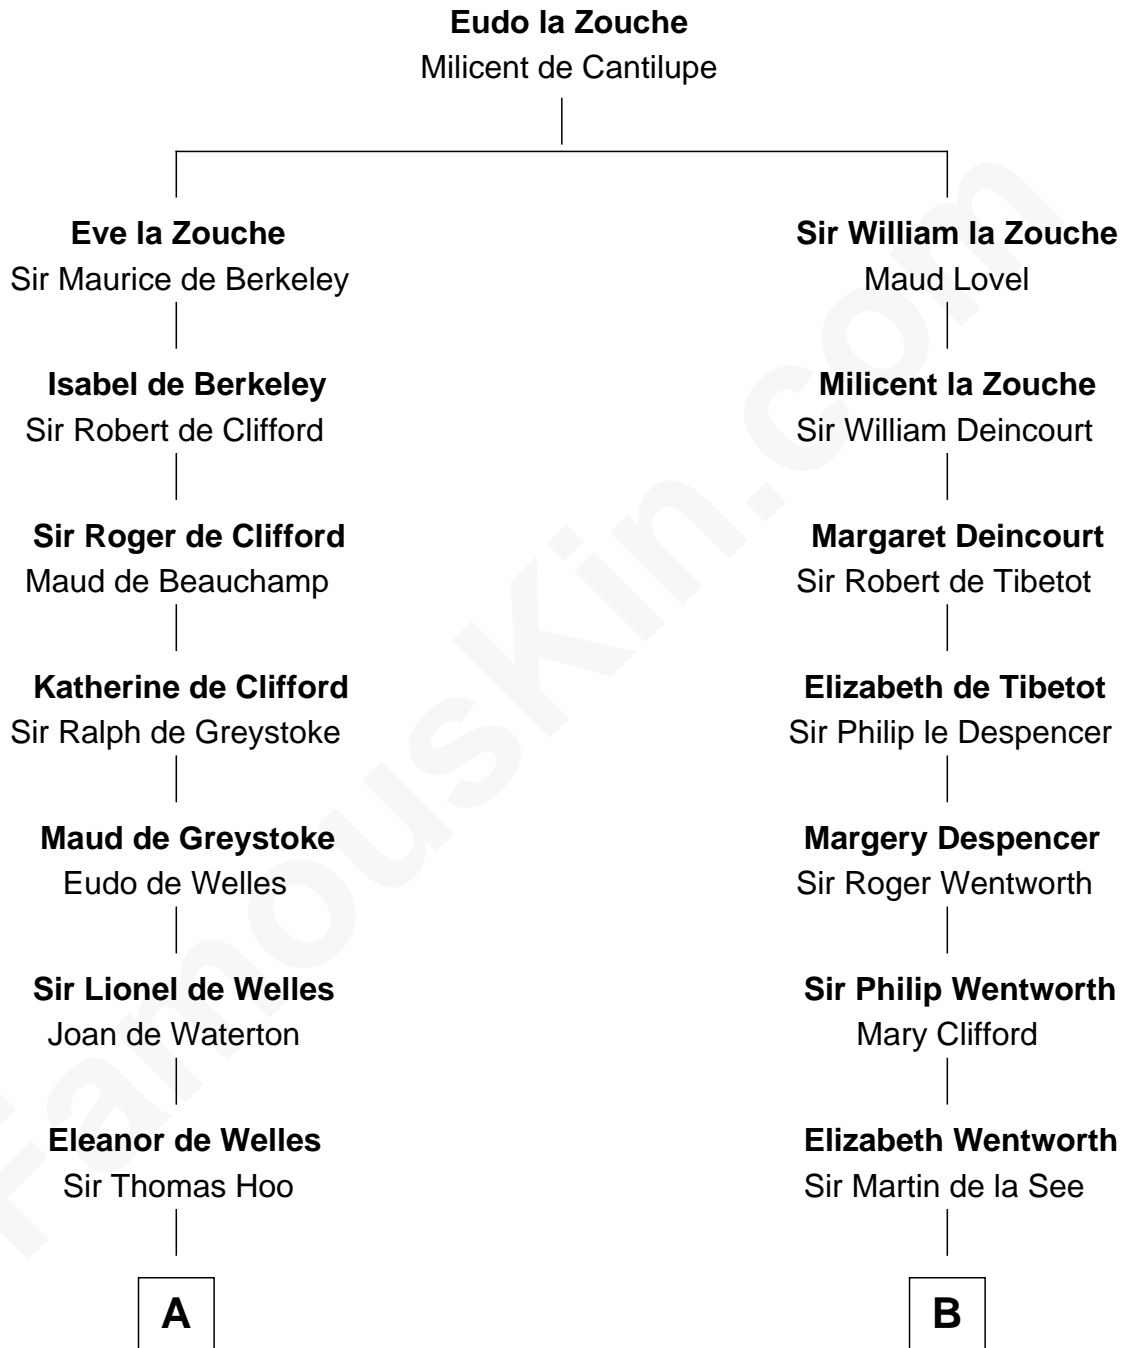 Eudo la Zouche
Milicent de Cantilupe
Eve la Zouche
Sir Maurice de Berkeley
Sir William la Zouche
Maud Lovel
Isabel de Berkeley
Sir Robert de Clifford
Milicent la Zouche
Sir William Deincourt
Sir Roger de Clifford
Maud de Beauchamp
Margaret Deincourt
Sir Robert de Tibetot
Katherine de Clifford
Sir Ralph de Greystoke
Elizabeth de Tibetot
Sir Philip le Despencer
Maud de Greystoke
Eudo de Welles
Margery Despencer
Sir Roger Wentworth
Sir Lionel de Welles
Joan de Waterton
Sir Philip Wentworth
Mary Clifford
Eleanor de Welles
Sir Thomas Hoo
Elizabeth Wentworth
Sir Martin de la See
A
B
FamousKin.com